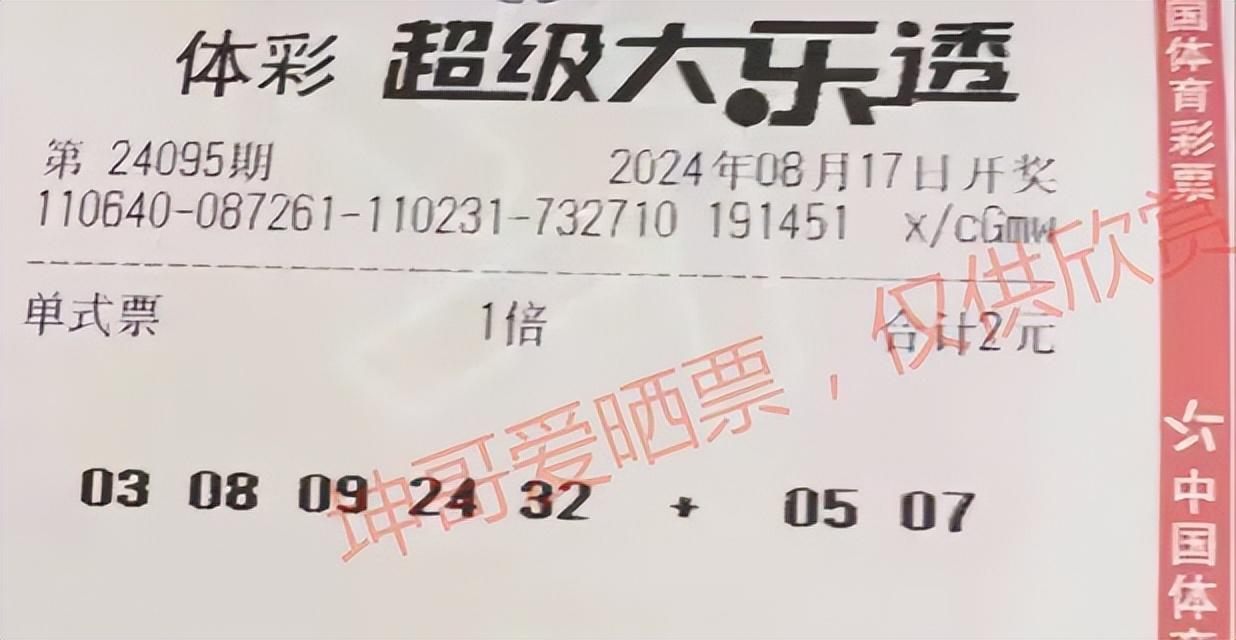 体彩 超级大乐透
第 24095期 2024年08月17日开奖
110640-087261-110231-732710 191451 x/cGmw
单式票 1倍 合计2元
03 08 09 24 32 + 05 07
坤哥爱晒票，仅供欣赏
国体育彩票
中国体育